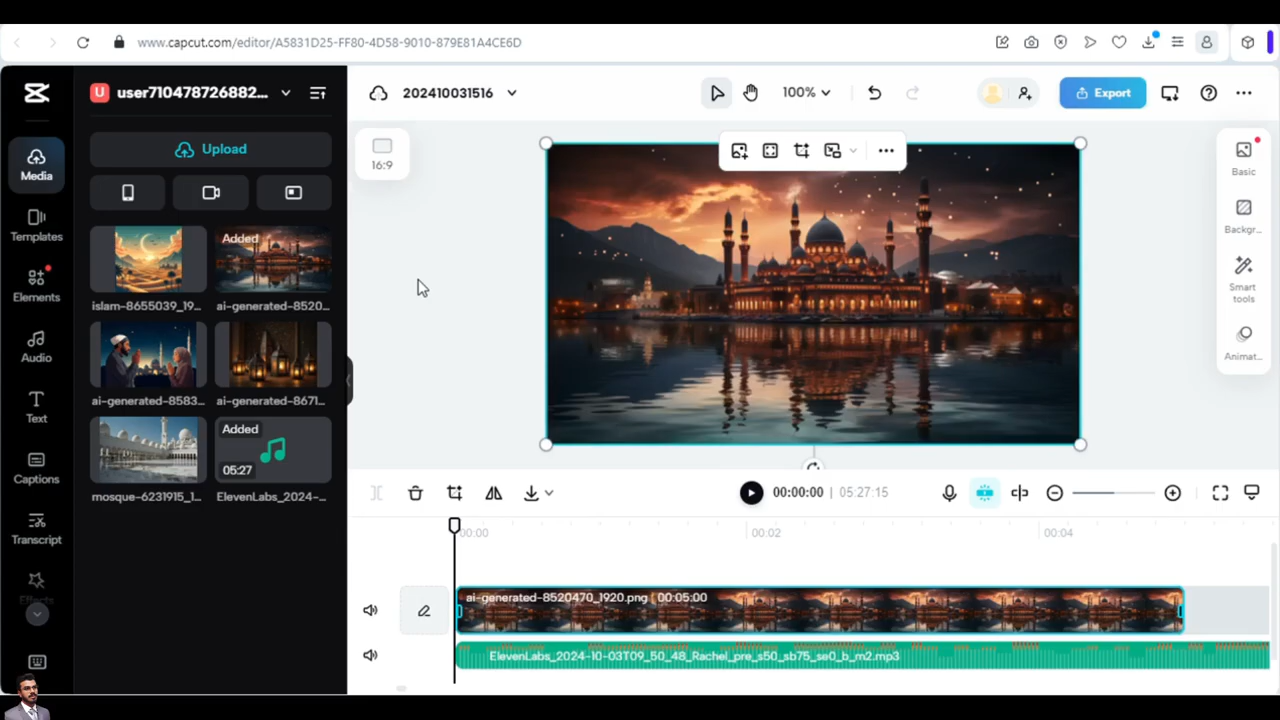 www.capcut.com/editor/A5831D25-FF80-4D58-9010-879E81A4CE6D
U user710478726882...
202410031516
100%
Export
Upload
16:9
Media
Templates
Elements
Audio
Text
Captions
Transcript
Effects
Added
islam-8655039_19...
ai-generated-8520...
ai-generated-8583...
ai-generated-8671...
Added
05:27
mosque-6231915_1...
ElevenLabs_2024-...
Basic
Backgr...
Smart
tools
Animat...
00:00:00 | 05:27:15
00:00
00:02
00:04
ai-generated-8520470_1920.png | 00:05:00
ElevenLabs_2024-10-03T09_50_48_Rachel_pre_s50_sb75_se0_b_m2.mp3